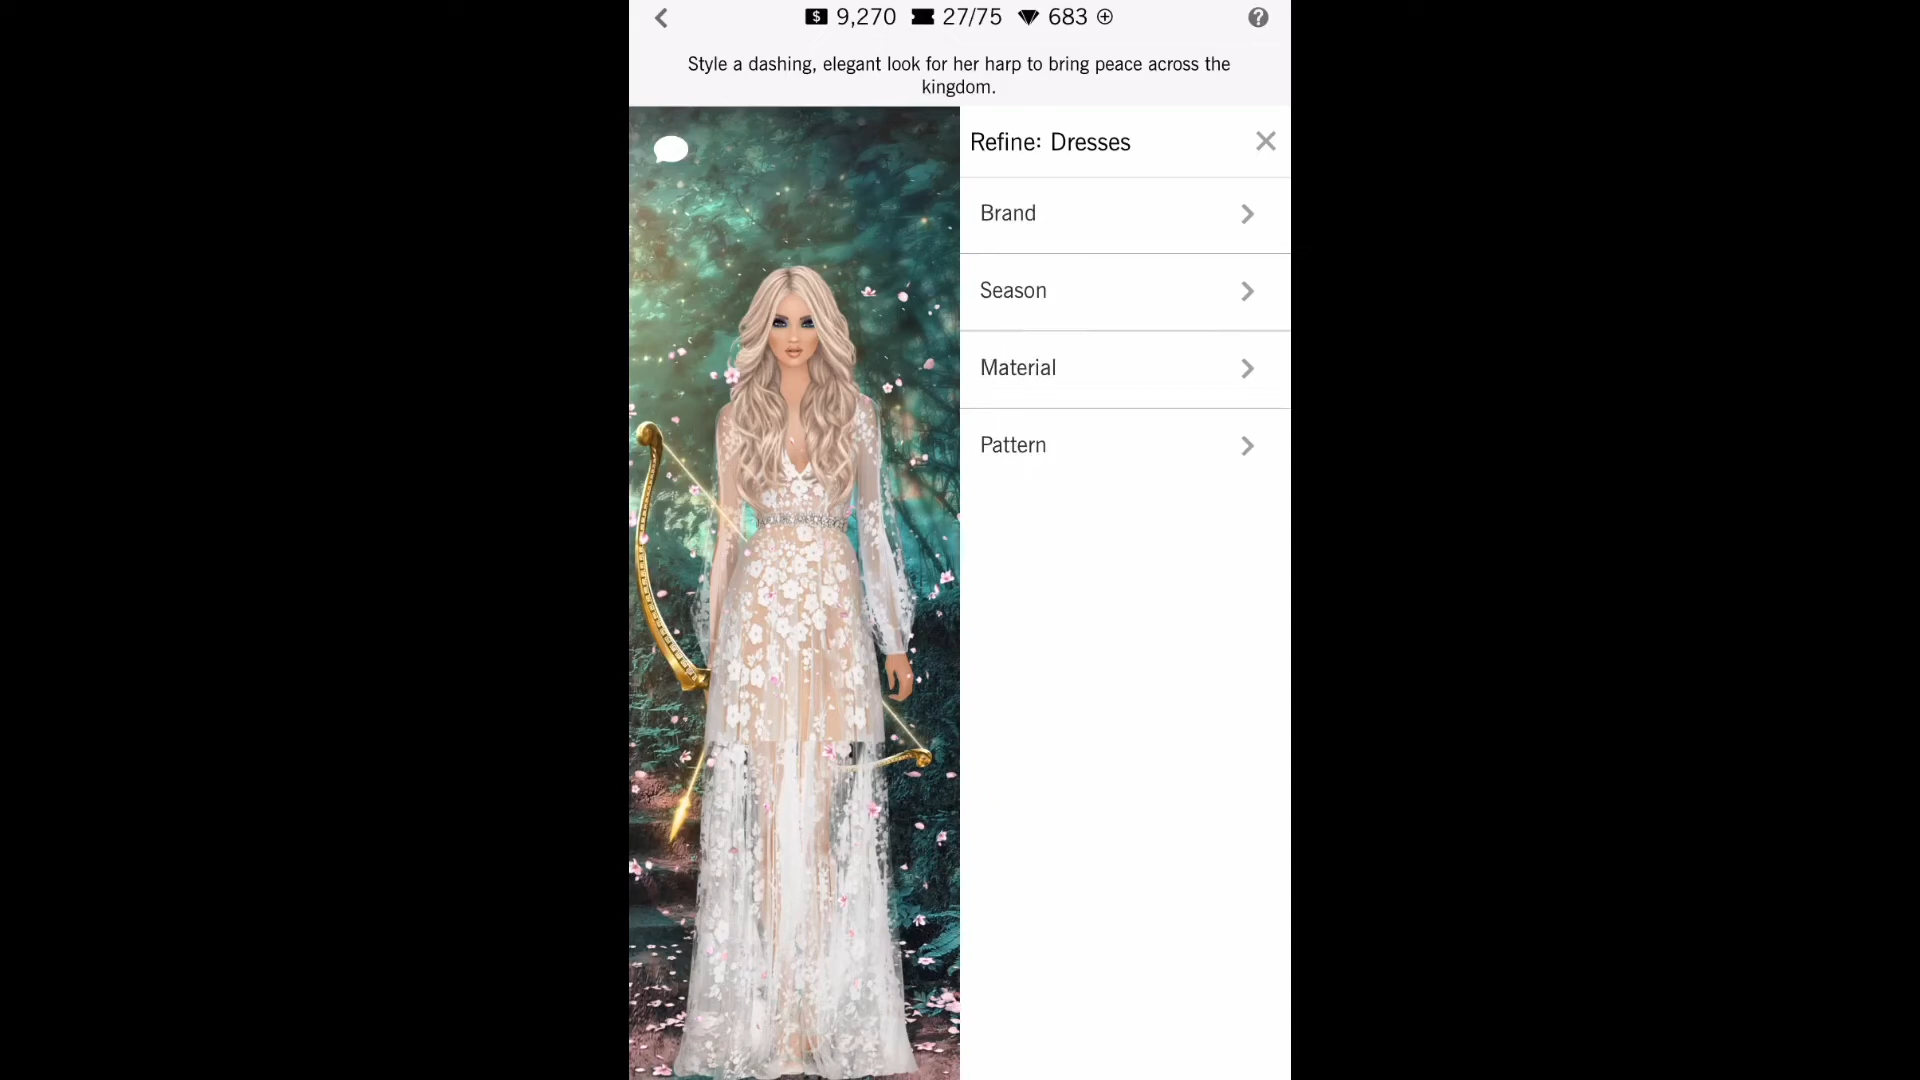 $ 9,270 27/75 683
Style a dashing, elegant look for her harp to bring peace across the
kingdom.
Refine: Dresses
Brand
Season
Material
Pattern